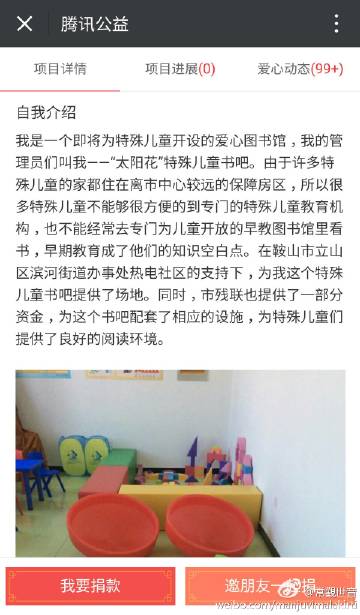 腾讯公益
项目详情 项目进展(0) 爱心动态(99+)
自我介绍
我是一个即将为特殊儿童开设的爱心图书馆，我的管
理员们叫我——“太阳花”特殊儿童书吧。由于许多特
殊儿童的家都住在离市中心较远的保障房区，所以很
多特殊儿童不能够很方便的到专门的特殊儿童教育机
构，也不能经常去专门为儿童开放的早教图书馆里看
书，早期教育成了他们的知识空白点。在鞍山市立山
区滨河街道办事处热电社区的支持下，为我这个特殊
儿童书吧提供了场地。同时，市残联也提供了一部分
资金，为这个书吧配套了相应的设施，为特殊儿童们
提供了良好的阅读环境。
我要捐款
邀朋友一 捐